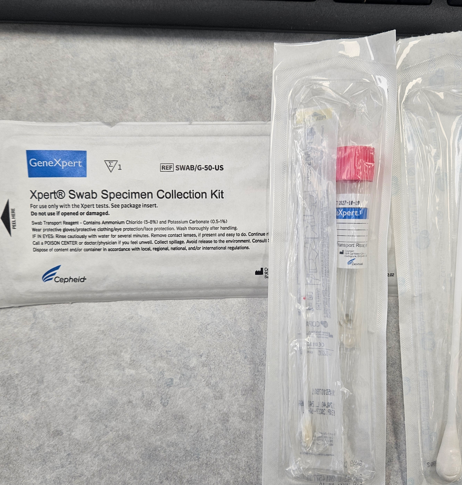 GeneXpert
1
REF SWAB/G-50-US
Xpert® Swab Specimen Collection Kit
For use only with the Xpert tests. See package insert.
Do not use if opened or damaged.
Swab Transport Reagent - Contains Ammonium Chloride (5-8%) and Potassium Carbonate (0.5-1%)
Wear protective gloves/protective clothing/eye protection/face protection. Wash thoroughly after handling.
IF IN EYES: Rinse cautiously with water for several minutes. Remove contact lenses, if present and easy to do. Continue
Call a POISON CENTER or doctor/physician if you feel unwell. Collect spillage. Avoid release to the environment. Consult
Dispose of content and/or container in accordance with local, regional, national, and/or international regulations.
PEEL HERE
Cepheid
eXpert
ansport Reag
Cepheid